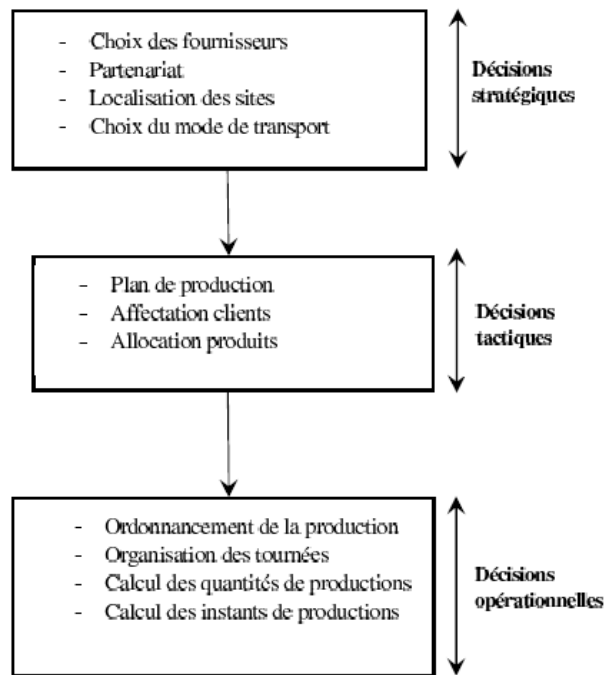 - Choix des fournisseurs
- Partenariat
- Localisation des sites
- Choix du mode de transport
Décisions
stratégiques
- Plan de production
- Affectation clients
- Allocation produits
Décisions
tactiques
- Ordonnancement de la production
- Organisation des tournées
- Calcul des quantités de productions
- Calcul des instants de productions
Décisions
opérationnelles